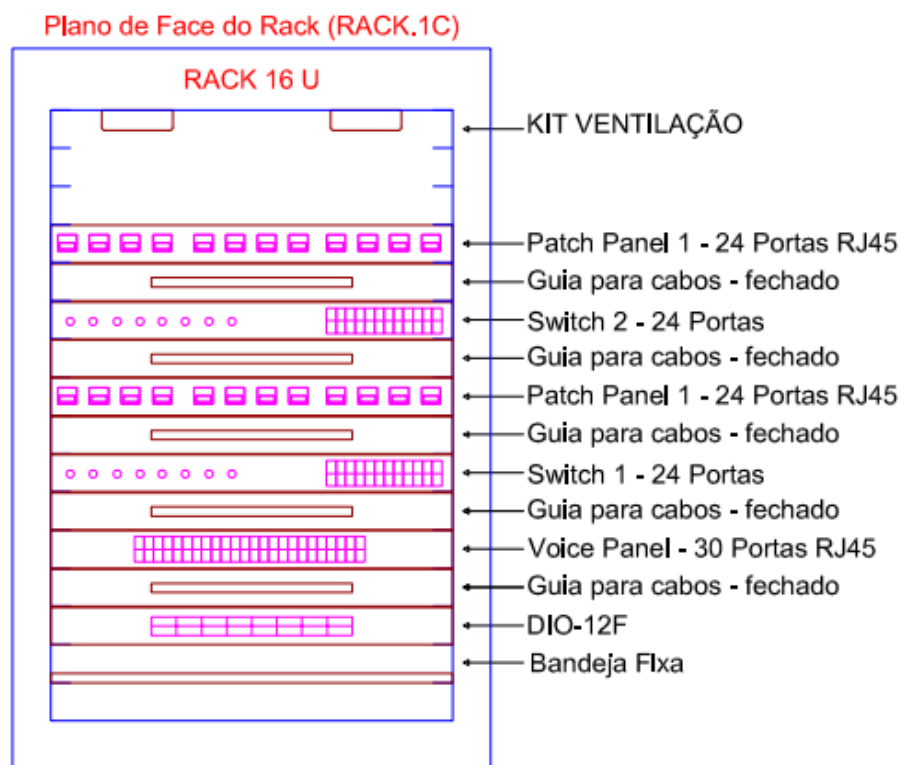 Plano de Face do Rack (RACK.1C)
RACK 16 U
KIT VENTILAÇÃO
Patch Panel 1 - 24 Portas RJ45
Guia para cabos - fechado
Switch 2 - 24 Portas
Guia para cabos - fechado
Patch Panel 1 - 24 Portas RJ45
Guia para cabos - fechado
Switch 1 - 24 Portas
Guia para cabos - fechado
Voice Panel - 30 Portas RJ45
Guia para cabos - fechado
DIO-12F
Bandeja FIxa